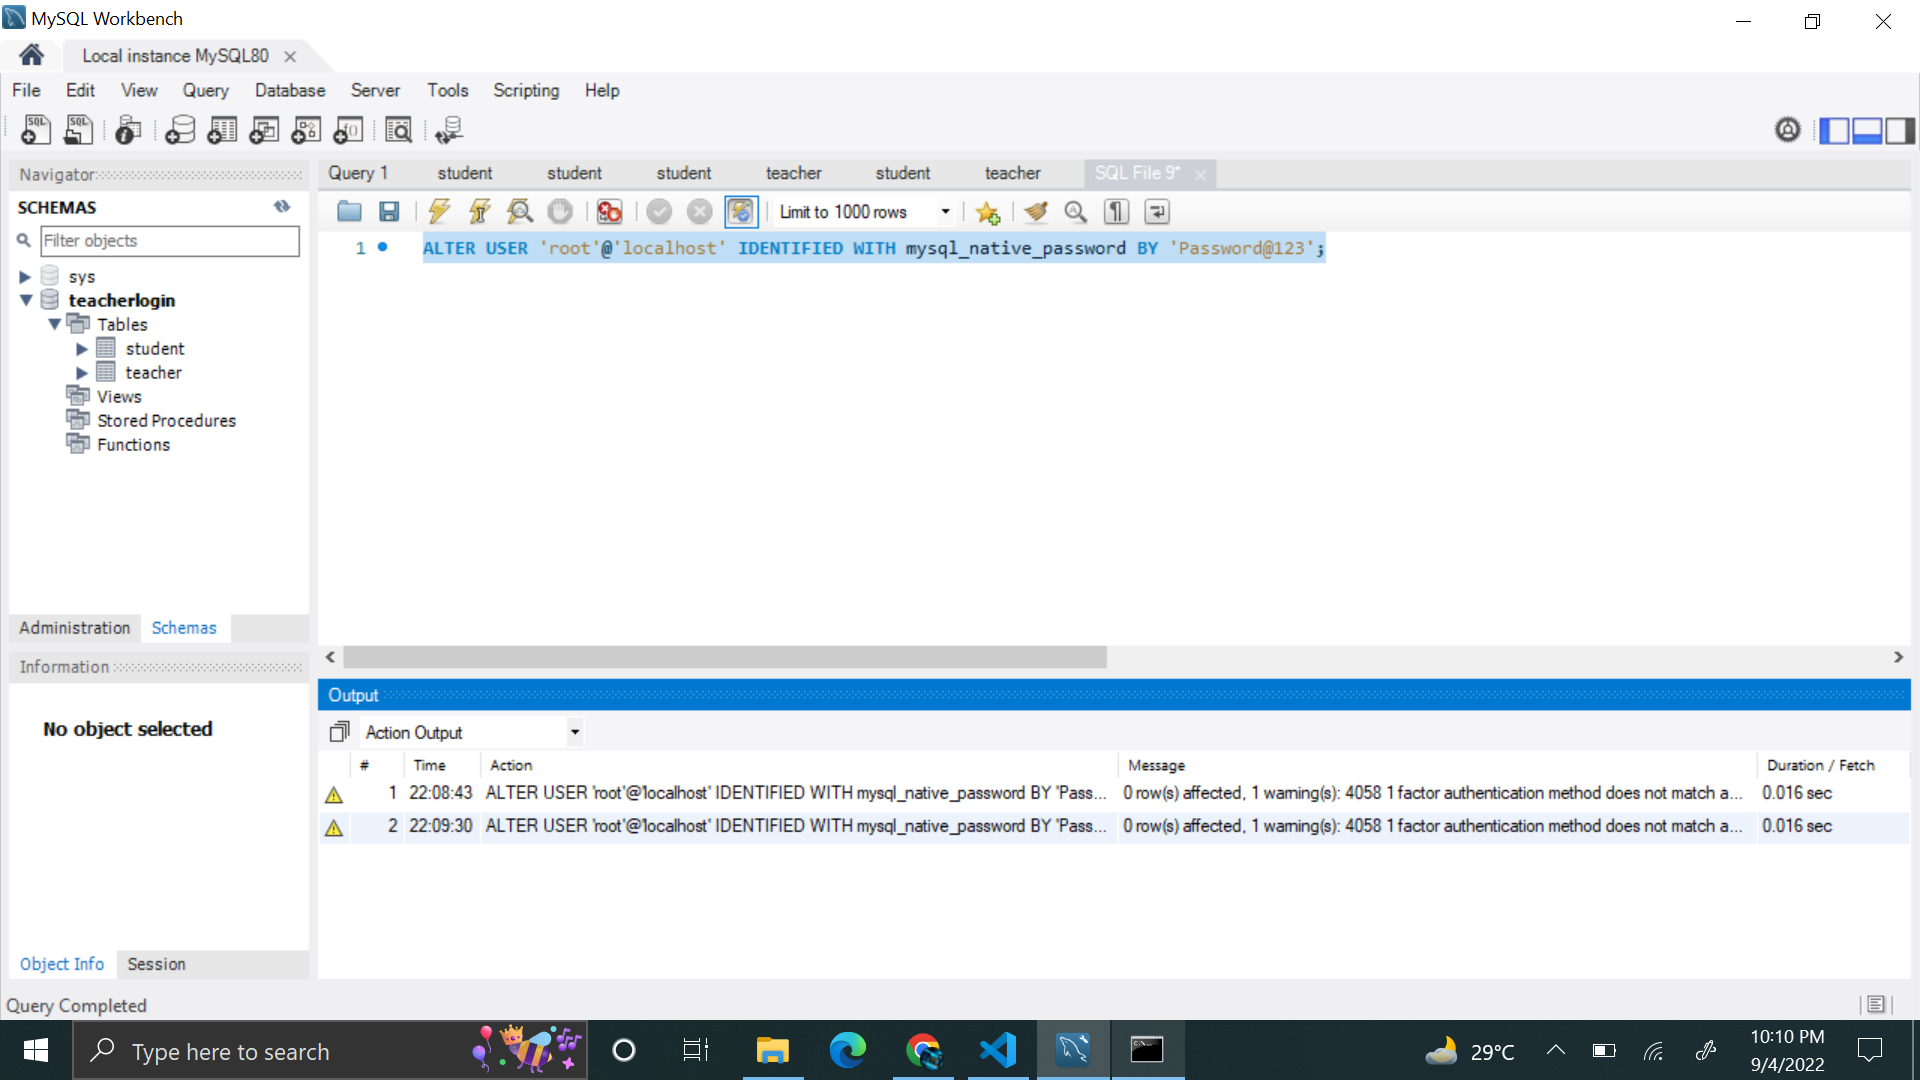 MySQL Workbench
Local instance MySQL80
File Edit View Query Database Server Tools Scripting Help
Navigator
SCHEMAS
Filter objects
sys
teacherlogin
Tables
student
teacher
Views
Stored Procedures
Functions
Administration Schemas
Information
No object selected
Object Info Session
Query 1 student student student teacher student teacher SQL File 9*
Limit to 1000 rows
1 ALTER USER 'root'@'localhost' IDENTIFIED WITH mysql_native_password BY 'Password@123';
Output
Action Output
# Time Action Message Duration / Fetch
1 22:08:43 ALTER USER 'root'@'localhost' IDENTIFIED WITH mysql_native_password BY 'Pass... 0 row(s) affected, 1 warning(s): 4058 1 factor authentication method does not match a... 0.016 sec
2 22:09:30 ALTER USER 'root'@'localhost' IDENTIFIED WITH mysql_native_password BY 'Pass... 0 row(s) affected, 1 warning(s): 4058 1 factor authentication method does not match a... 0.016 sec
Query Completed
Type here to search
29°C
10:10 PM
9/4/2022